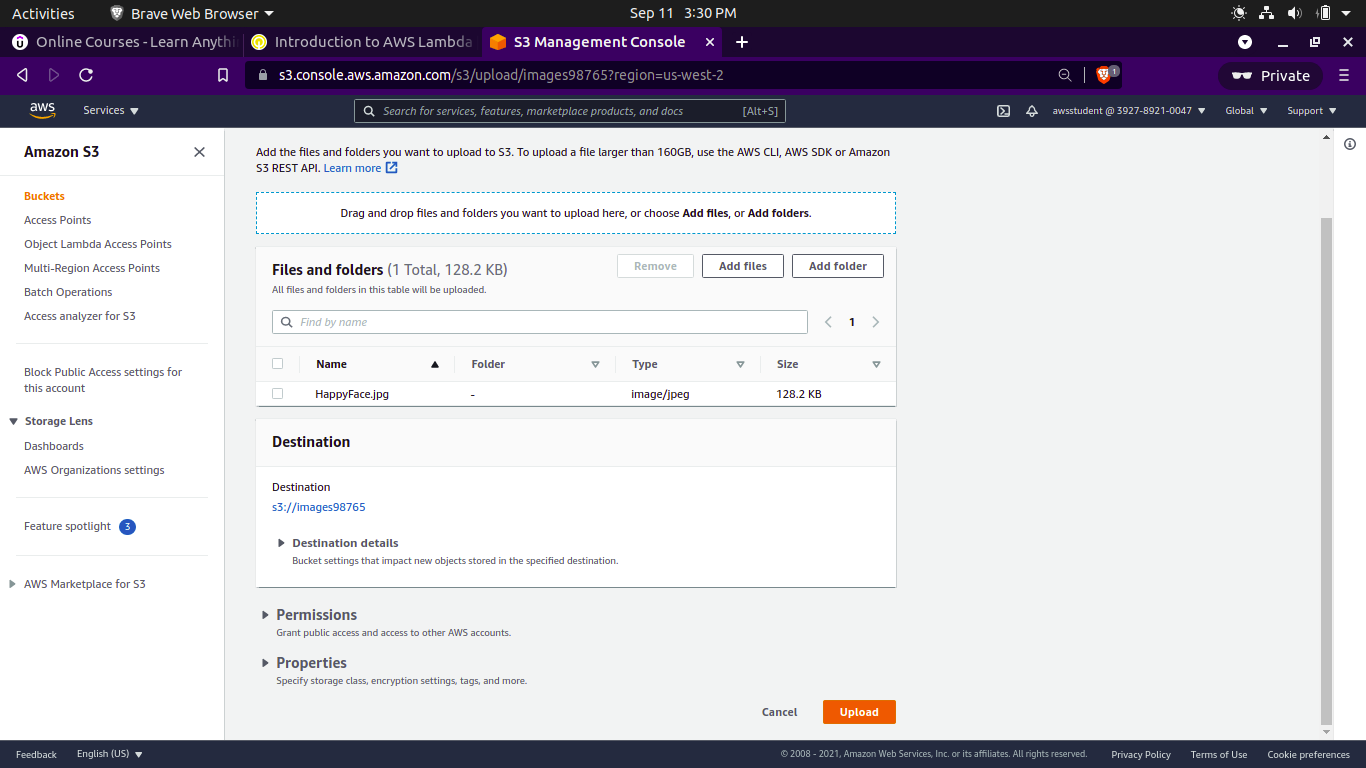 Activities
Brave Web Browser
Sep 11 3:30 PM
Online Courses - Learn Anythi
Introduction to AWS Lambda
S3 Management Console
s3.console.aws.amazon.com/s3/upload/images98765?region=us-west-2
1
Private
aws
Services
Search for services, features, marketplace products, and docs
[Alt+S]
awsstudent @ 3927-8921-0047
Global
Support
Amazon S3
Buckets
Access Points
Object Lambda Access Points
Multi-Region Access Points
Batch Operations
Access analyzer for S3
Block Public Access settings for
this account
Storage Lens
Dashboards
AWS Organizations settings
Feature spotlight 3
AWS Marketplace for S3
Add the files and folders you want to upload to S3. To upload a file larger than 160GB, use the AWS CLI, AWS SDK or Amazon
S3 REST API. Learn more
Drag and drop files and folders you want to upload here, or choose Add files, or Add folders.
Files and folders (1 Total, 128.2 KB)
All files and folders in this table will be uploaded.
Remove
Add files
Add folder
Find by name
1
Name
Folder
Type
Size
HappyFace.jpg
-
image/jpeg
128.2 KB
Destination
Destination
s3://images98765
Destination details
Bucket settings that impact new objects stored in the specified destination.
Permissions
Grant public access and access to other AWS accounts.
Properties
Specify storage class, encryption settings, tags, and more.
Cancel
Upload
Feedback
English (US)
© 2008 - 2021, Amazon Web Services, Inc. or its affiliates. All rights reserved.
Privacy Policy
Terms of Use
Cookie preferences